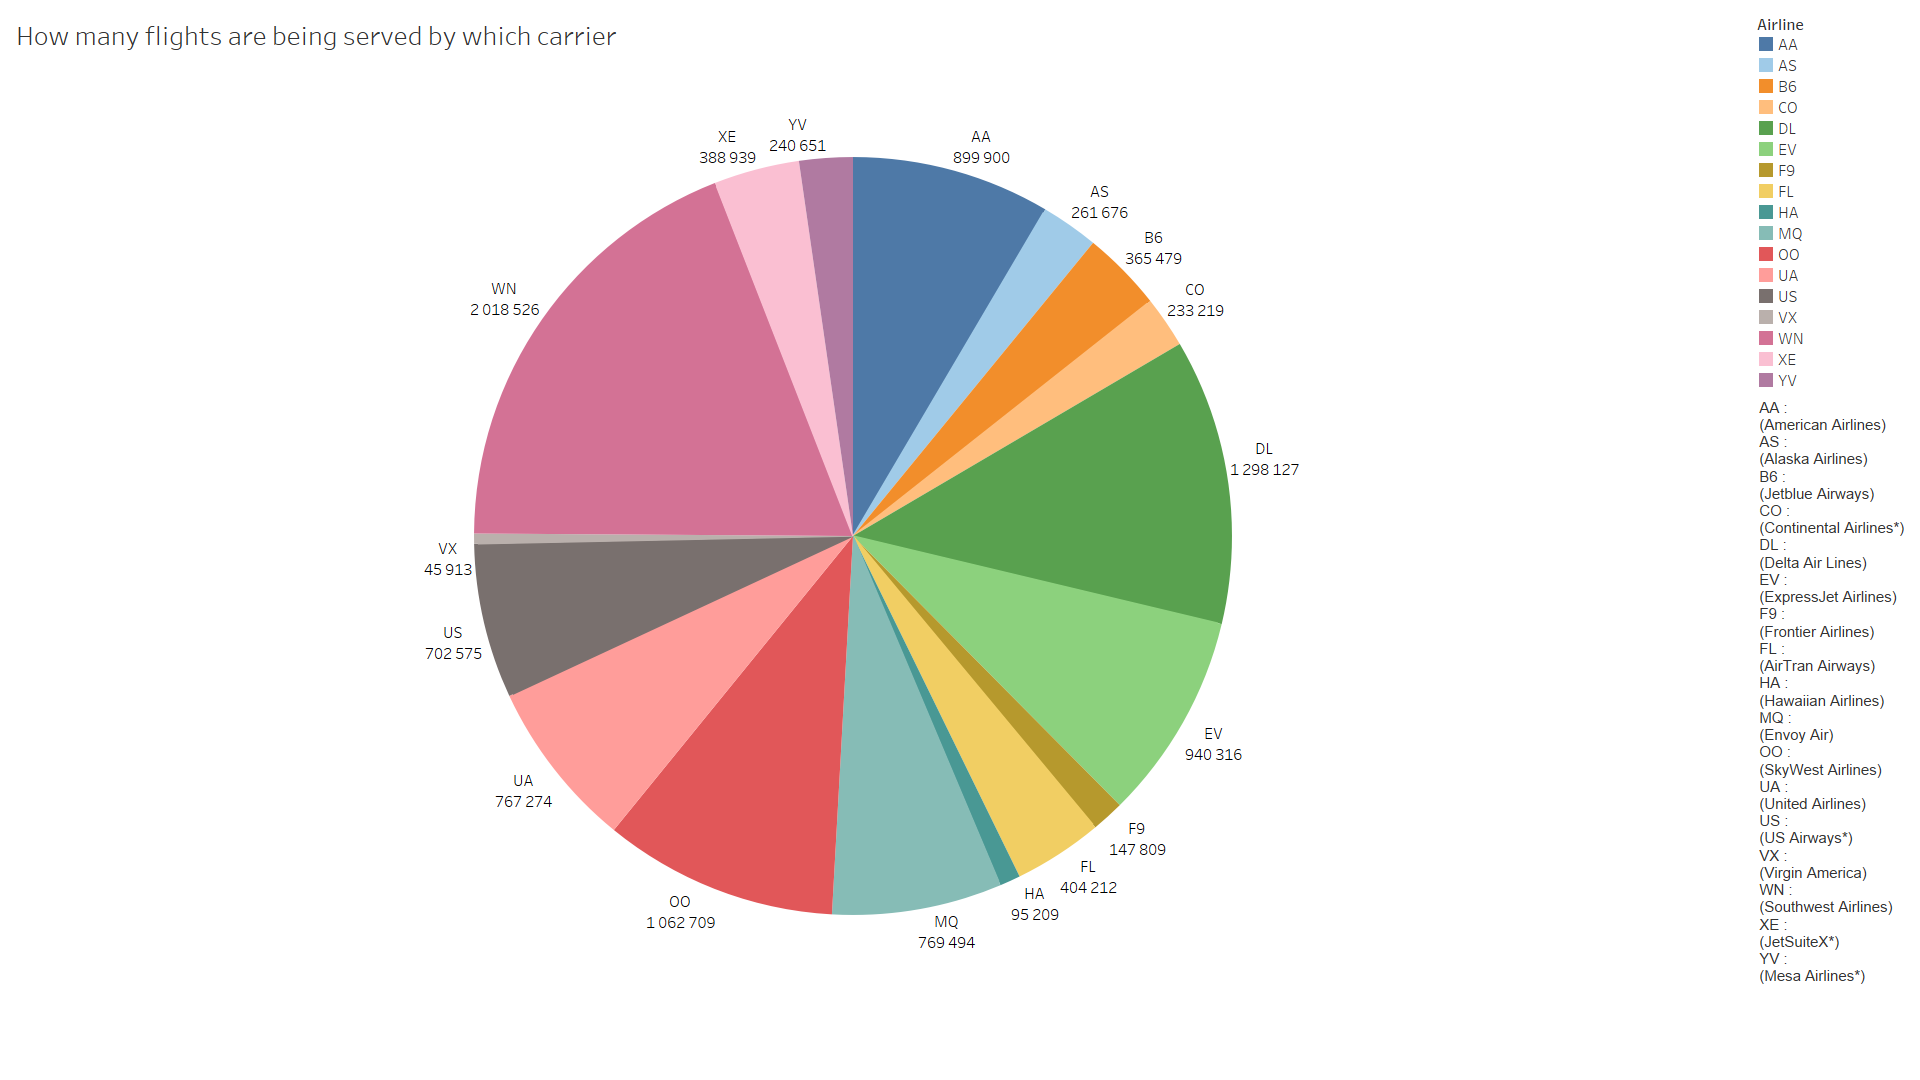 How many flights are being served by which carrier
YV
240 651
XE
388 939
AA
899 900
AS
261 676
B6
365 479
CO
233 219
WN
2 018 526
DL
1 298 127
VX
45 913
US
702 575
EV
940 316
UA
767 274
F9
147 809
FL
404 212
HA
95 209
OO
1 062 709
MQ
769 494
Airline
AA
AS
B6
CO
DL
EV
F9
FL
HA
MQ
OO
UA
US
VX
WN
XE
YV
AA :
(American Airlines)
AS :
(Alaska Airlines)
B6 :
(Jetblue Airways)
CO :
(Continental Airlines*)
DL :
(Delta Air Lines)
EV :
(ExpressJet Airlines)
F9 :
(Frontier Airlines)
FL :
(AirTran Airways)
HA :
(Hawaiian Airlines)
MQ :
(Envoy Air)
OO :
(SkyWest Airlines)
UA :
(United Airlines)
US :
(US Airways*)
VX :
(Virgin America)
WN :
(Southwest Airlines)
XE :
(JetSuiteX*)
YV :
(Mesa Airlines*)